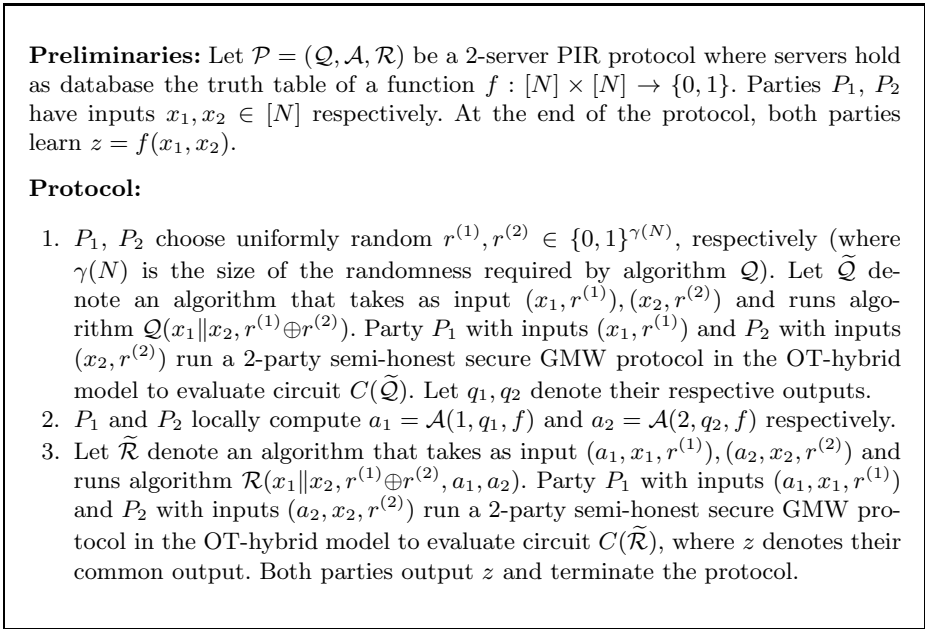 Preliminaries: Let 𝒫 = (𝒬, 𝒜, ℛ) be a 2-server PIR protocol where servers hold
as database the truth table of a function f : [N] × [N] → {0, 1}. Parties P₁, P₂
have inputs x₁, x₂ ∈ [N] respectively. At the end of the protocol, both parties
learn z = f(x₁, x₂).
Protocol:
1. P₁, P₂ choose uniformly random r⁽¹⁾, r⁽²⁾ ∈ {0, 1}^γ(N), respectively (where
γ(N) is the size of the randomness required by algorithm 𝒬). Let 𝒬̃ de-
note an algorithm that takes as input (x₁, r⁽¹⁾), (x₂, r⁽²⁾) and runs algo-
rithm 𝒬(x₁‖x₂, r⁽¹⁾⊕r⁽²⁾). Party P₁ with inputs (x₁, r⁽¹⁾) and P₂ with inputs
(x₂, r⁽²⁾) run a 2-party semi-honest secure GMW protocol in the OT-hybrid
model to evaluate circuit C(𝒬̃). Let q₁, q₂ denote their respective outputs.
2. P₁ and P₂ locally compute a₁ = 𝒜(1, q₁, f) and a₂ = 𝒜(2, q₂, f) respectively.
3. Let ℛ̃ denote an algorithm that takes as input (a₁, x₁, r⁽¹⁾), (a₂, x₂, r⁽²⁾) and
runs algorithm ℛ(x₁‖x₂, r⁽¹⁾⊕r⁽²⁾, a₁, a₂). Party P₁ with inputs (a₁, x₁, r⁽¹⁾)
and P₂ with inputs (a₂, x₂, r⁽²⁾) run a 2-party semi-honest secure GMW pro-
tocol in the OT-hybrid model to evaluate circuit C(ℛ̃), where z denotes their
common output. Both parties output z and terminate the protocol.